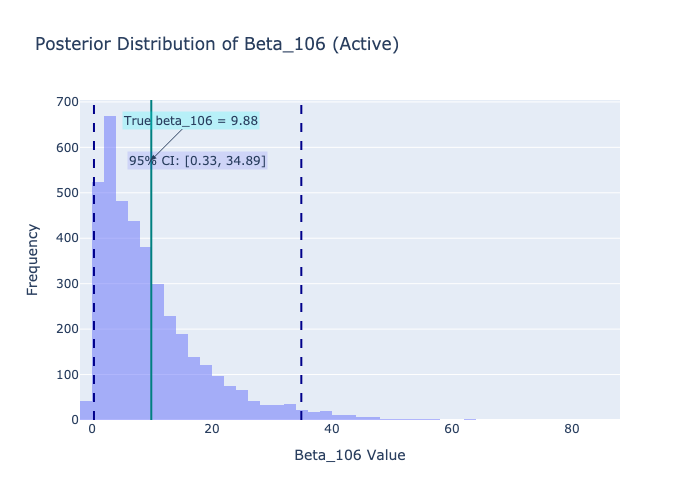 Posterior Distribution of Beta_106 (Active)
700
True beta_106 = 9.88
600
95% CI: [0.33, 34.89]
500
400
300
200
100
0
Frequency
0 20 40 60 80
Beta_106 Value